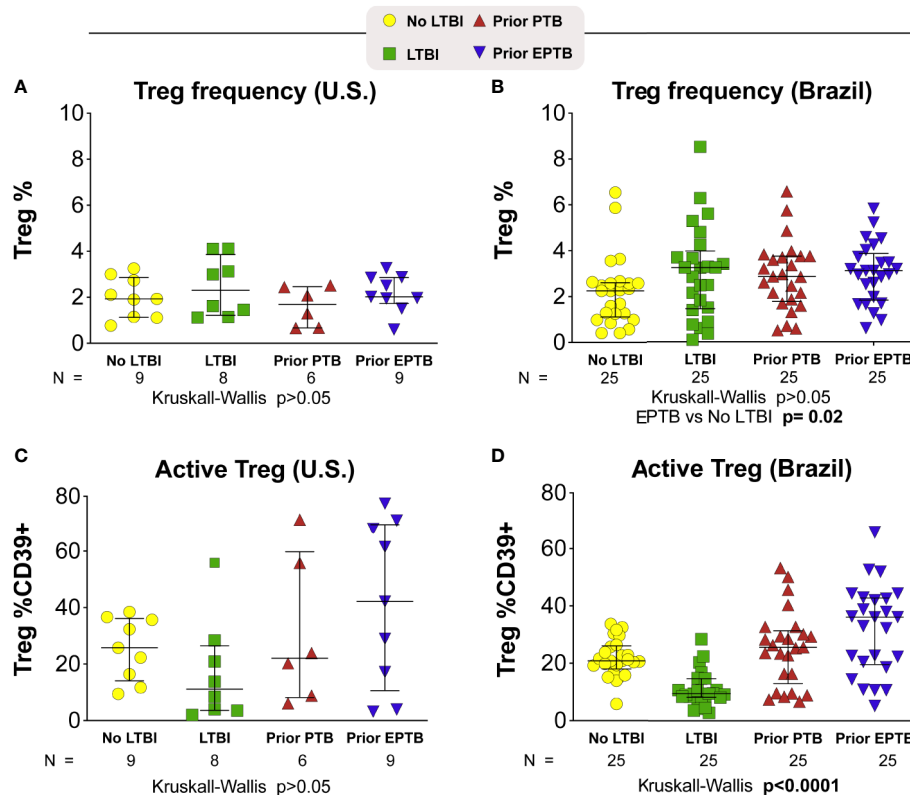 No LTBI
Prior PTB
LTBI
Prior EPTB
A
Treg frequency (U.S.)
10
8
6
4
2
0
Treg %
No LTBI LTBI Prior PTB Prior EPTB
N = 9 8 6 9
Kruskall-Wallis p>0.05
B
Treg frequency (Brazil)
10
8
6
4
2
0
Treg %
No LTBI LTBI Prior PTB Prior EPTB
N = 25 25 25 25
Kruskall-Wallis p>0.05
EPTB vs No LTBI p= 0.02
C
Active Treg (U.S.)
80
60
40
20
0
Treg %CD39+
No LTBI LTBI Prior PTB Prior EPTB
N = 9 8 6 9
Kruskall-Wallis p>0.05
D
Active Treg (Brazil)
80
60
40
20
0
Treg %CD39+
No LTBI LTBI Prior PTB Prior EPTB
N = 25 25 25 25
Kruskall-Wallis p<0.0001